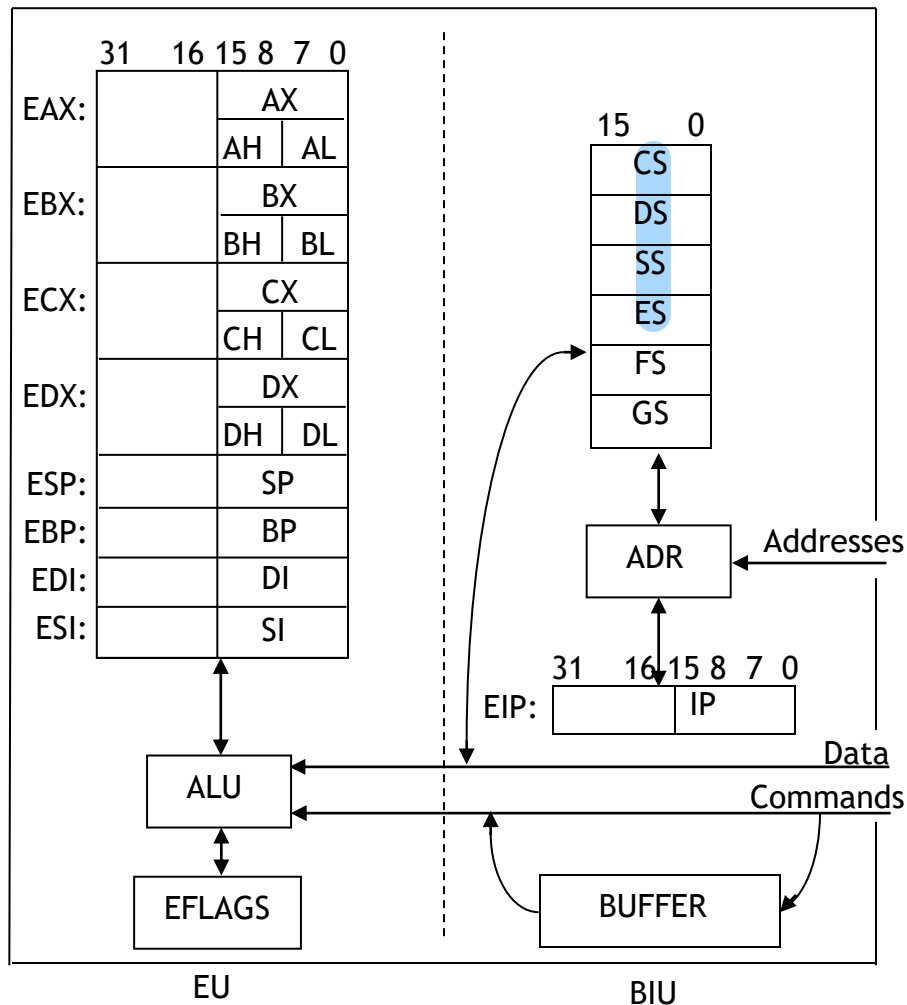 31 16 15 8 7 0
EAX:
AX
AH AL
EBX:
BX
BH BL
ECX:
CX
CH CL
EDX:
DX
DH DL
ESP: SP
EBP: BP
EDI: DI
ESI: SI
ALU
EFLAGS
EU
15 0
CS
DS
SS
ES
FS
GS
ADR
Addresses
31 16 15 8 7 0
EIP: IP
Data
Commands
BUFFER
BIU